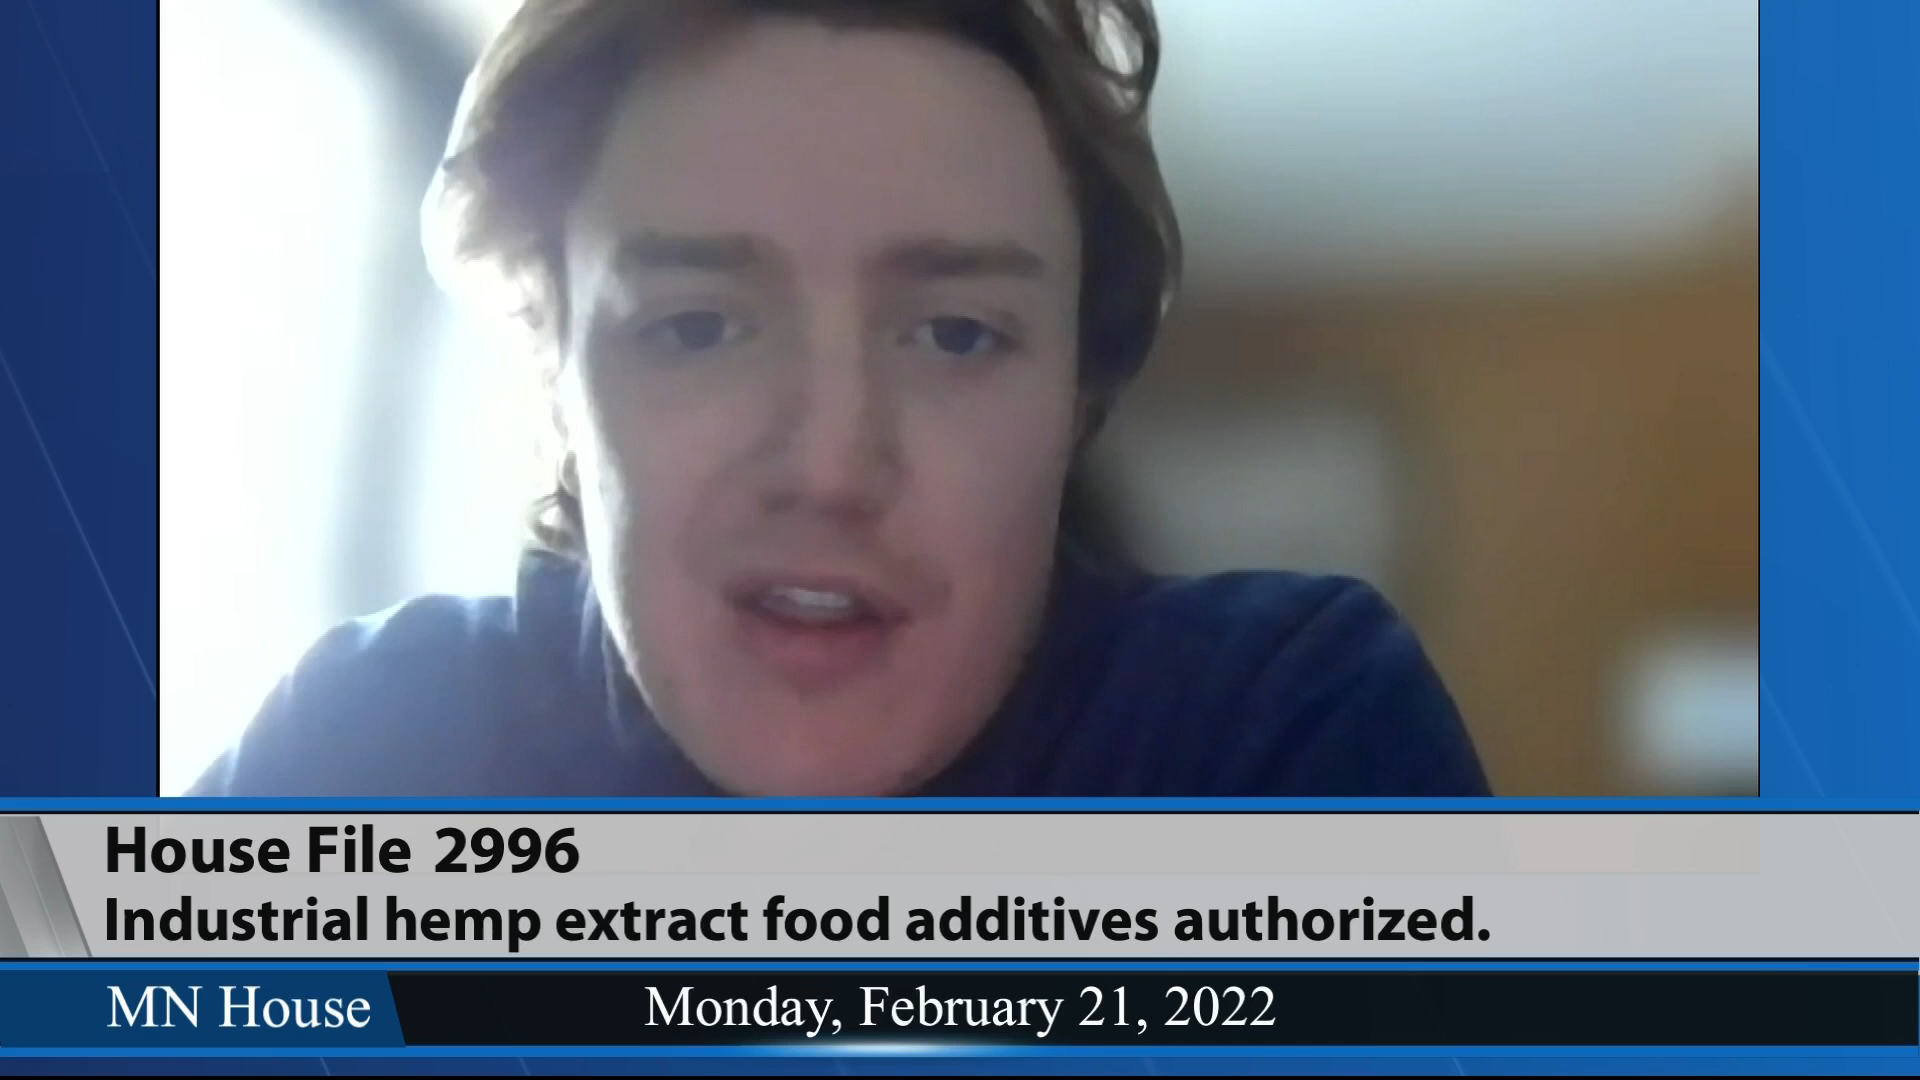 House File 2996
Industrial hemp extract food additives authorized.
MN House
Monday, February 21, 2022